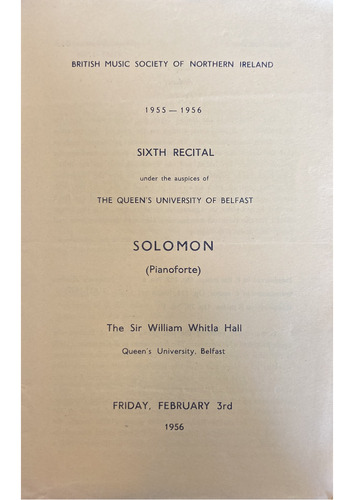 BRITISH MUSIC SOCIETY OF NORTHERN IRELAND
1955—1956
SIXTH RECITAL
under the auspices of
THE QUEEN'S UNIVERSITY OF BELFAST
SOLOMON
(Pianoforte)
The Sir William Whitla Hall
Queen's University, Belfast
FRIDAY, FEBRUARY 3rd
1956